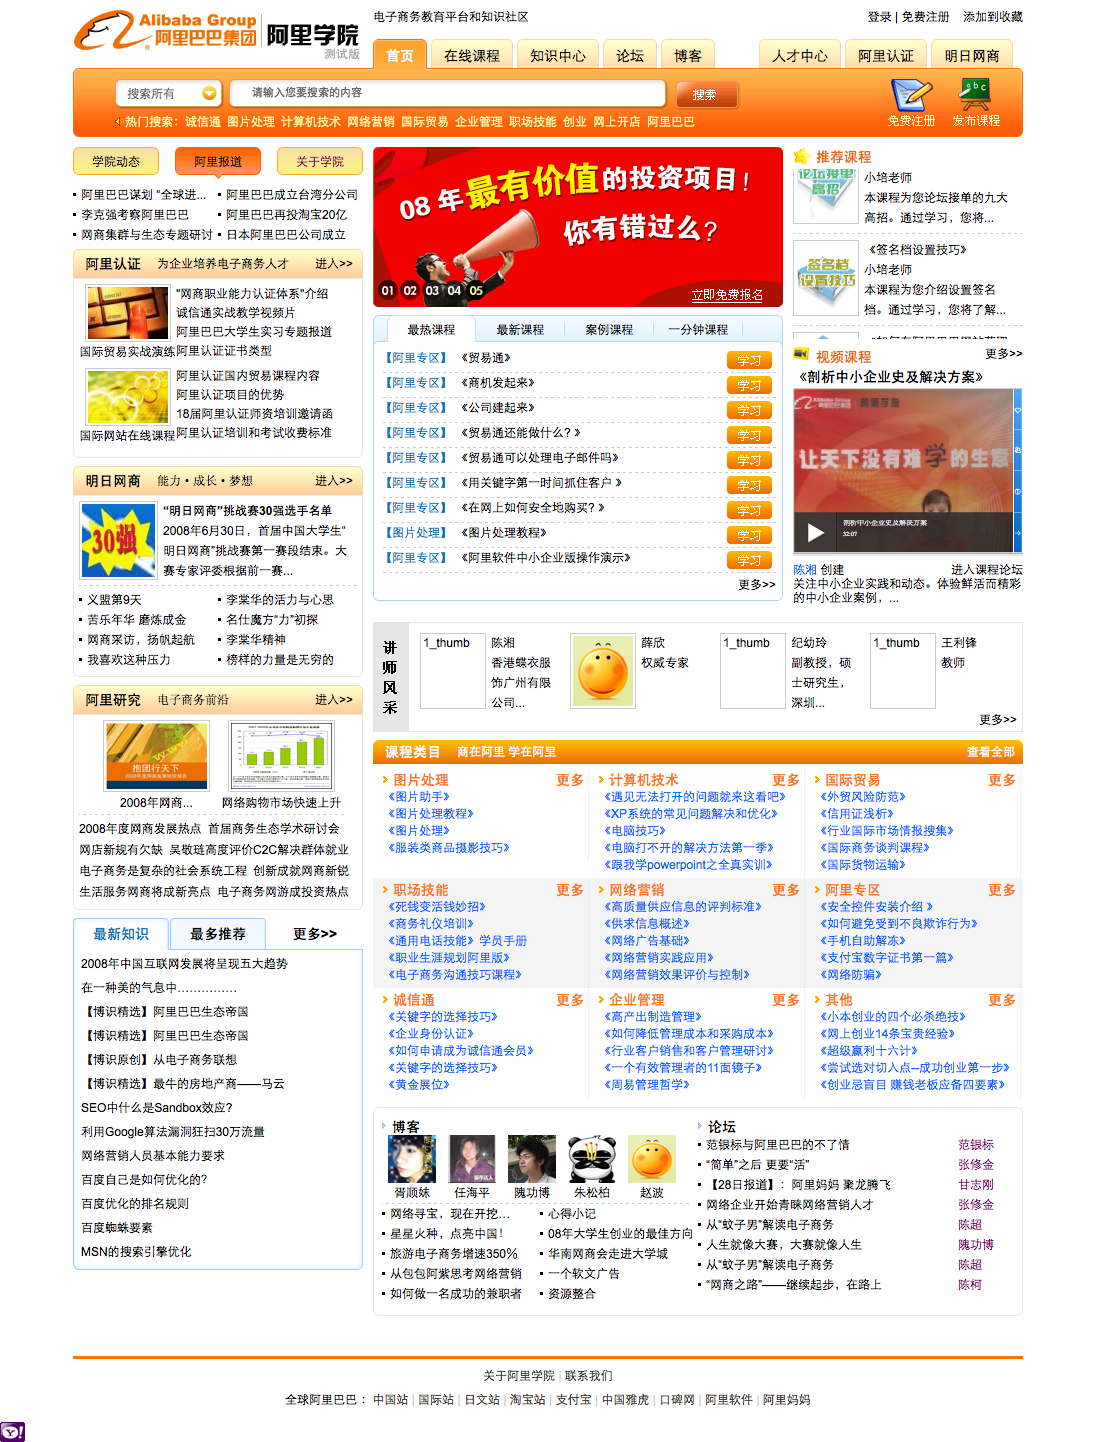 Alibaba Group
阿里巴巴集团
阿里学院
测试版
电子商务教育平台和知识社区
登录 | 免费注册 添加到收藏
首页 在线课程 知识中心 论坛 博客 人才中心 阿里认证 明日网商
搜索所有 请输入您要搜索的内容 搜索
免费注册 发布课程
热门搜索：诚信通 图片处理 计算机技术 网络营销 国际贸易 企业管理 职场技能 创业 网上开店 阿里巴巴
学院动态 阿里报道 关于学院
阿里巴巴谋划 “全球进... 阿里巴巴成立台湾分公司
李克强考察阿里巴巴 阿里巴巴再投淘宝20亿
网商集群与生态专题研讨 日本阿里巴巴公司成立
阿里认证 为企业培养电子商务人才 进入>>
"网商职业能力认证体系"介绍
诚信通实战教学视频片
阿里巴巴大学生实习专题报道
国际贸易实战演练 阿里认证证书类型
阿里认证国内贸易课程内容
阿里认证项目的优势
18届阿里认证师资培训邀请函
国际网站在线课程 阿里认证培训和考试收费标准
明日网商 能力 • 成长 • 梦想 进入>>
30强
“明日网商”挑战赛30强选手名单
2008年6月30日，首届中国大学生“
明日网商”挑战赛第一赛段结束。大
赛专家评委根据前一赛...
义盟第9天 李棠华的活力与心思
苦乐年华 磨炼成金 名仕魔方“力”初探
网商采访，扬帆起航 李棠华精神
我喜欢这种压力 榜样的力量是无穷的
阿里研究 电子商务前沿 进入>>
抱团行天下
2008年网商... 网络购物市场快速上升
2008年度网商发展热点 首届商务生态学术研讨会
网店新规有欠缺 吴敬琏高度评价C2C解决群体就业
电子商务是复杂的社会系统工程 创新成就网商新锐
生活服务网商将成新亮点 电子商务网游成投资热点
最新知识 最多推荐 更多>>
2008年中国互联网发展将呈现五大趋势
在一种美的气息中……………
【博识精选】阿里巴巴生态帝国
【博识精选】阿里巴巴生态帝国
【博识原创】从电子商务联想
【博识精选】最牛的房地产商——马云
SEO中什么是Sandbox效应?
利用Google算法漏洞狂扫30万流量
网络营销人员基本能力要求
百度自己是如何优化的?
百度优化的排名规则
百度蜘蛛要素
MSN的搜索引擎优化
08 年最有价值的投资项目！
你有错过么？
01 02 03 04 05
立即免费报名
最热课程 最新课程 案例课程 一分钟课程
【阿里专区】 《贸易通》 学习
【阿里专区】 《商机发起来》 学习
【阿里专区】 《公司建起来》 学习
【阿里专区】 《贸易通还能做什么？》 学习
【阿里专区】 《贸易通可以处理电子邮件吗》 学习
【阿里专区】 《用关键字第一时间抓住客户 》 学习
【阿里专区】 《在网上如何安全地购买？》 学习
【图片处理】 《图片处理教程》 学习
【阿里专区】 《阿里软件中小企业版操作演示》 学习
更多>>
推荐课程
论坛接单
高招
小培老师
本课程为您论坛接单的九大
高招。通过学习，您将...
签名档
设置技巧
《签名档设置技巧》
小培老师
本课程为您介绍设置签名
档。通过学习，您将了解...
视频课程 更多>>
《剖析中小企业史及解决方案》
Alibaba Group 阿里学院
让天下没有难学的生意
剖析中小企业史及解决方案
32:07
陈湘 创建 进入课程论坛
关注中小企业实践和动态。体验鲜活而精彩
的中小企业案例，...
讲师风采
1_thumb 陈湘
香港蝶衣服
饰广州有限
公司...
薛欣
权威专家
1_thumb 纪幼玲
副教授，硕
士研究生，
深圳...
1_thumb 王利锋
教师
更多>>
课程类目 商在阿里 学在阿里 查看全部
图片处理 更多
《图片助手》
《图片处理教程》
《图片处理》
《服装类商品摄影技巧》
计算机技术 更多
《遇见无法打开的问题就来这看吧》
《XP系统的常见问题解决和优化》
《电脑技巧》
《电脑打不开的解决方法第一季》
《跟我学powerpoint之全真实训》
国际贸易 更多
《外贸风险防范》
《信用证浅析》
《行业国际市场情报搜集》
《国际商务谈判课程》
《国际货物运输》
职场技能 更多
《死钱变活钱妙招》
《商务礼仪培训》
《通用电话技能》学员手册
《职业生涯规划阿里版》
《电子商务沟通技巧课程》
网络营销 更多
《高质量供应信息的评判标准》
《供求信息概述》
《网络广告基础》
《网络营销实践应用》
《网络营销效果评价与控制》
阿里专区 更多
《安全控件安装介绍 》
《如何避免受到不良欺诈行为》
《手机自助解冻》
《支付宝数字证书第一篇》
《网络防骗》
诚信通 更多
《关键字的选择技巧》
《企业身份认证》
《如何申请成为诚信通会员》
《关键字的选择技巧》
《黄金展位》
企业管理 更多
《高产出制造管理》
《如何降低管理成本和采购成本》
《行业客户销售和客户管理研讨》
《一个有效管理者的11面镜子》
《周易管理哲学》
其他 更多
《小本创业的四个必杀绝技》
《网上创业14条宝贵经验》
《超级赢利十六计》
《尝试选对切入点--成功创业第一步》
《创业忌盲目 赚钱老板应备四要素》
博客
胥顺妹 任海平 隗功博 朱松柏 赵波
网络寻宝，现在开挖... 心得小记
星星火种，点亮中国！ 08年大学生创业的最佳方向
旅游电子商务增速350% 华南网商会走进大学城
从包包阿紫思考网络营销 一个软文广告
如何做一名成功的兼职者 资源整合
论坛
范银标与阿里巴巴的不了情 范银标
“简单”之后 更要“活” 张修金
【28日报道】：阿里妈妈 聚龙腾飞 甘志刚
网络企业开始青睐网络营销人才 张修金
从“蚊子男”解读电子商务 陈超
人生就像大赛，大赛就像人生 隗功博
从“蚊子男”解读电子商务 陈超
“网商之路”——继续起步，在路上 陈柯
关于阿里学院 | 联系我们
全球阿里巴巴 ： 中国站 | 国际站 | 日文站 | 淘宝站 | 支付宝 | 中国雅虎 | 口碑网 | 阿里软件 | 阿里妈妈
Y!